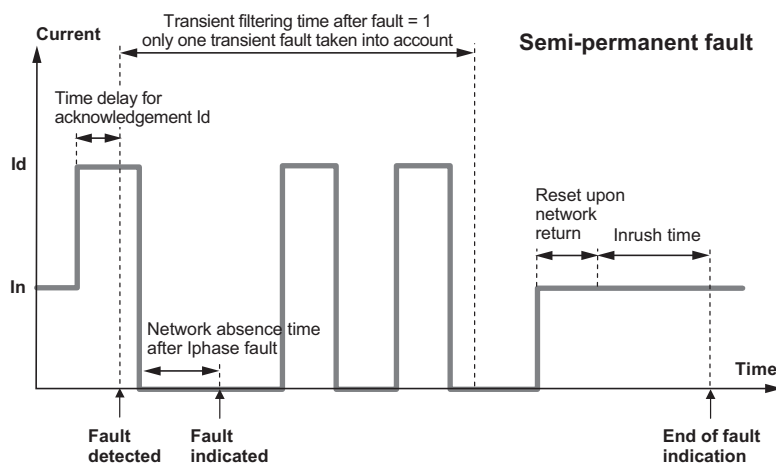 Transient filtering time after fault = 1
only one transient fault taken into account
Semi-permanent fault
Current
Time delay for
acknowledgement Id
Id
Reset upon
network
return
Inrush time
In
Network absence time
after Iphase fault
Time
Fault
detected
Fault
indicated
End of fault
indication